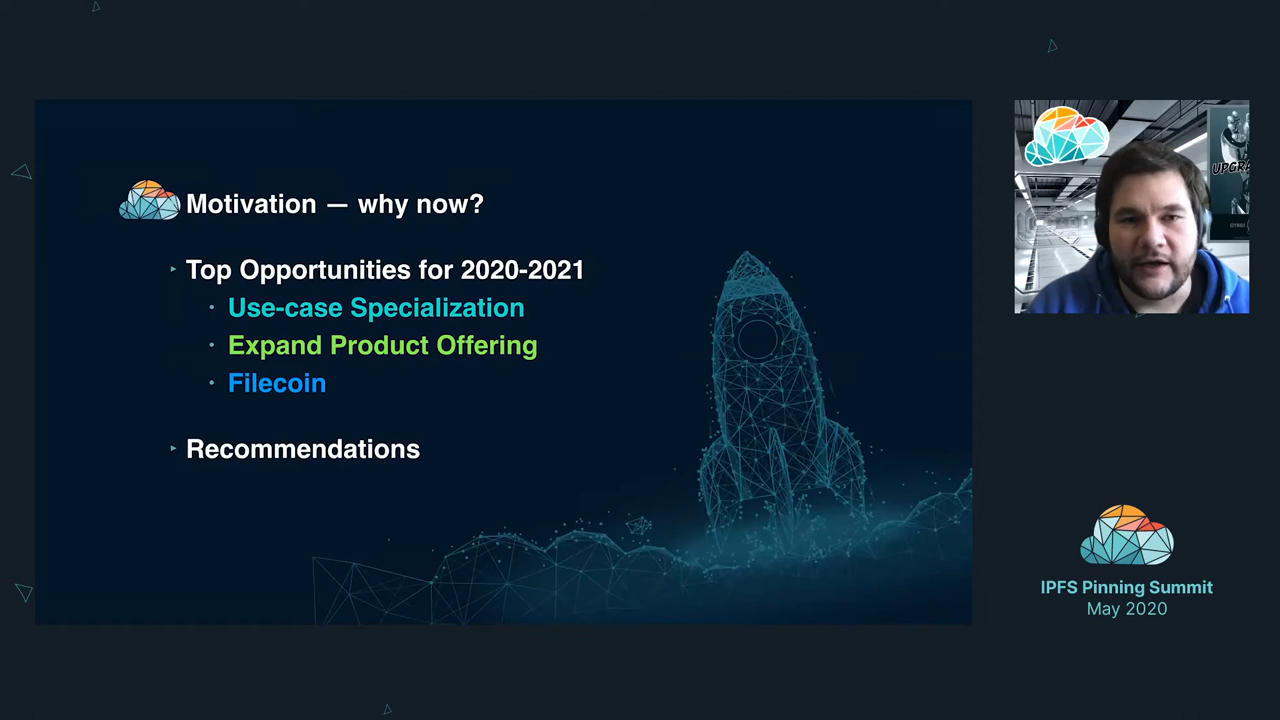 Motivation — why now?
Top Opportunities for 2020-2021
Use-case Specialization
Expand Product Offering
Filecoin
Recommendations
IPFS Pinning Summit
May 2020